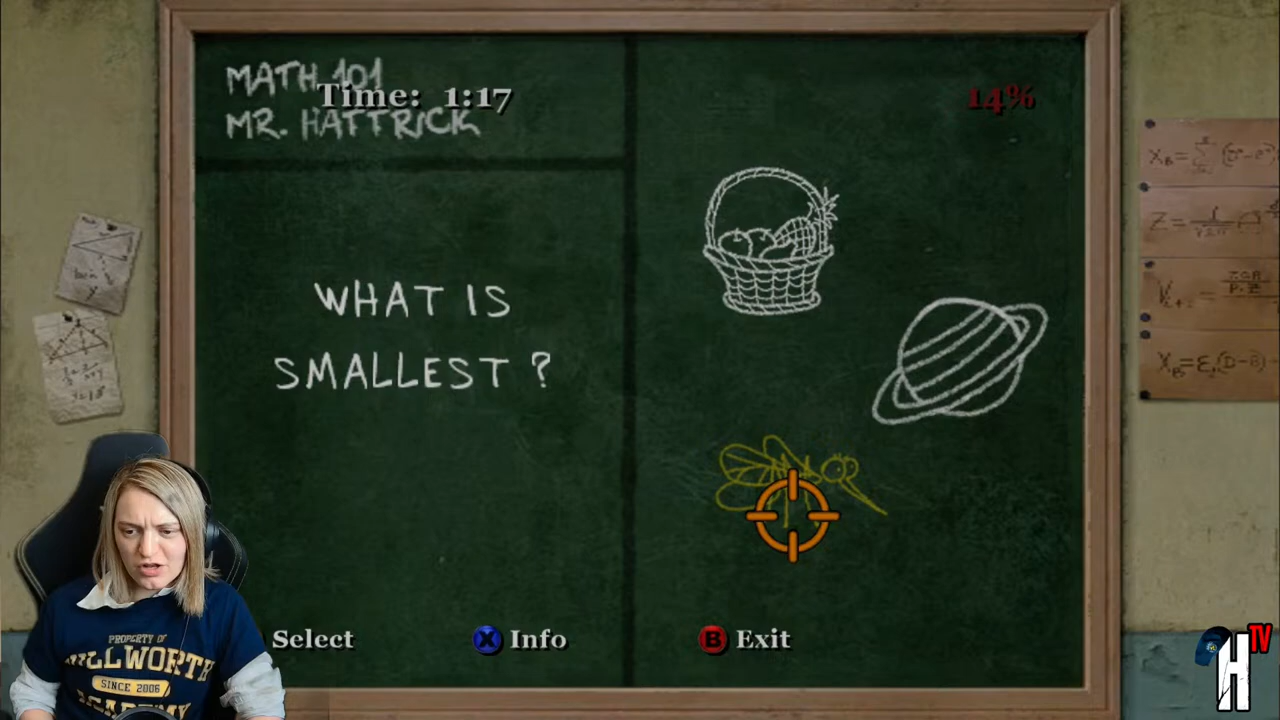 MATH 101
Time: 1:17
14%
MR. HATTRICK
WHAT IS
SMALLEST ?
Select
X Info
B Exit
PROPERTY OF
BULLWORTH
SINCE 2006
ACADEMY
H TV